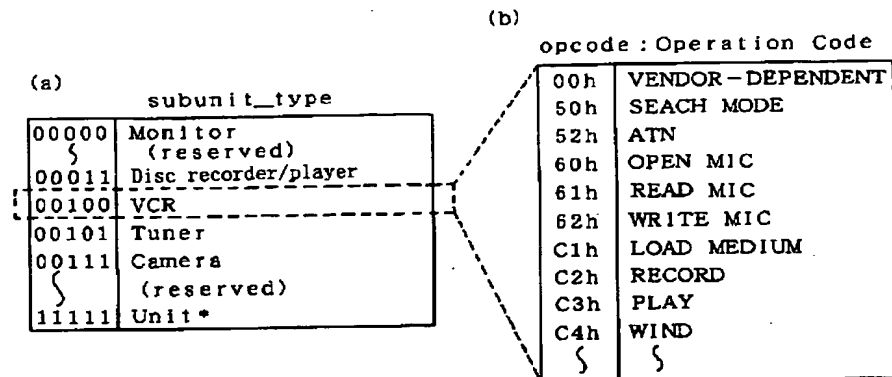 (a)
subunit_type
00000 Monitor
(reserved)
00011 Disc recorder/player
00100 VCR
00101 Tuner
00111 Camera
(reserved)
11111 Unit*
(b)
opcode : Operation Code
00h VENDOR-DEPENDENT
50h SEACH MODE
52h ATN
60h OPEN MIC
61h READ MIC
62h WRITE MIC
C1h LOAD MEDIUM
C2h RECORD
C3h PLAY
C4h WIND